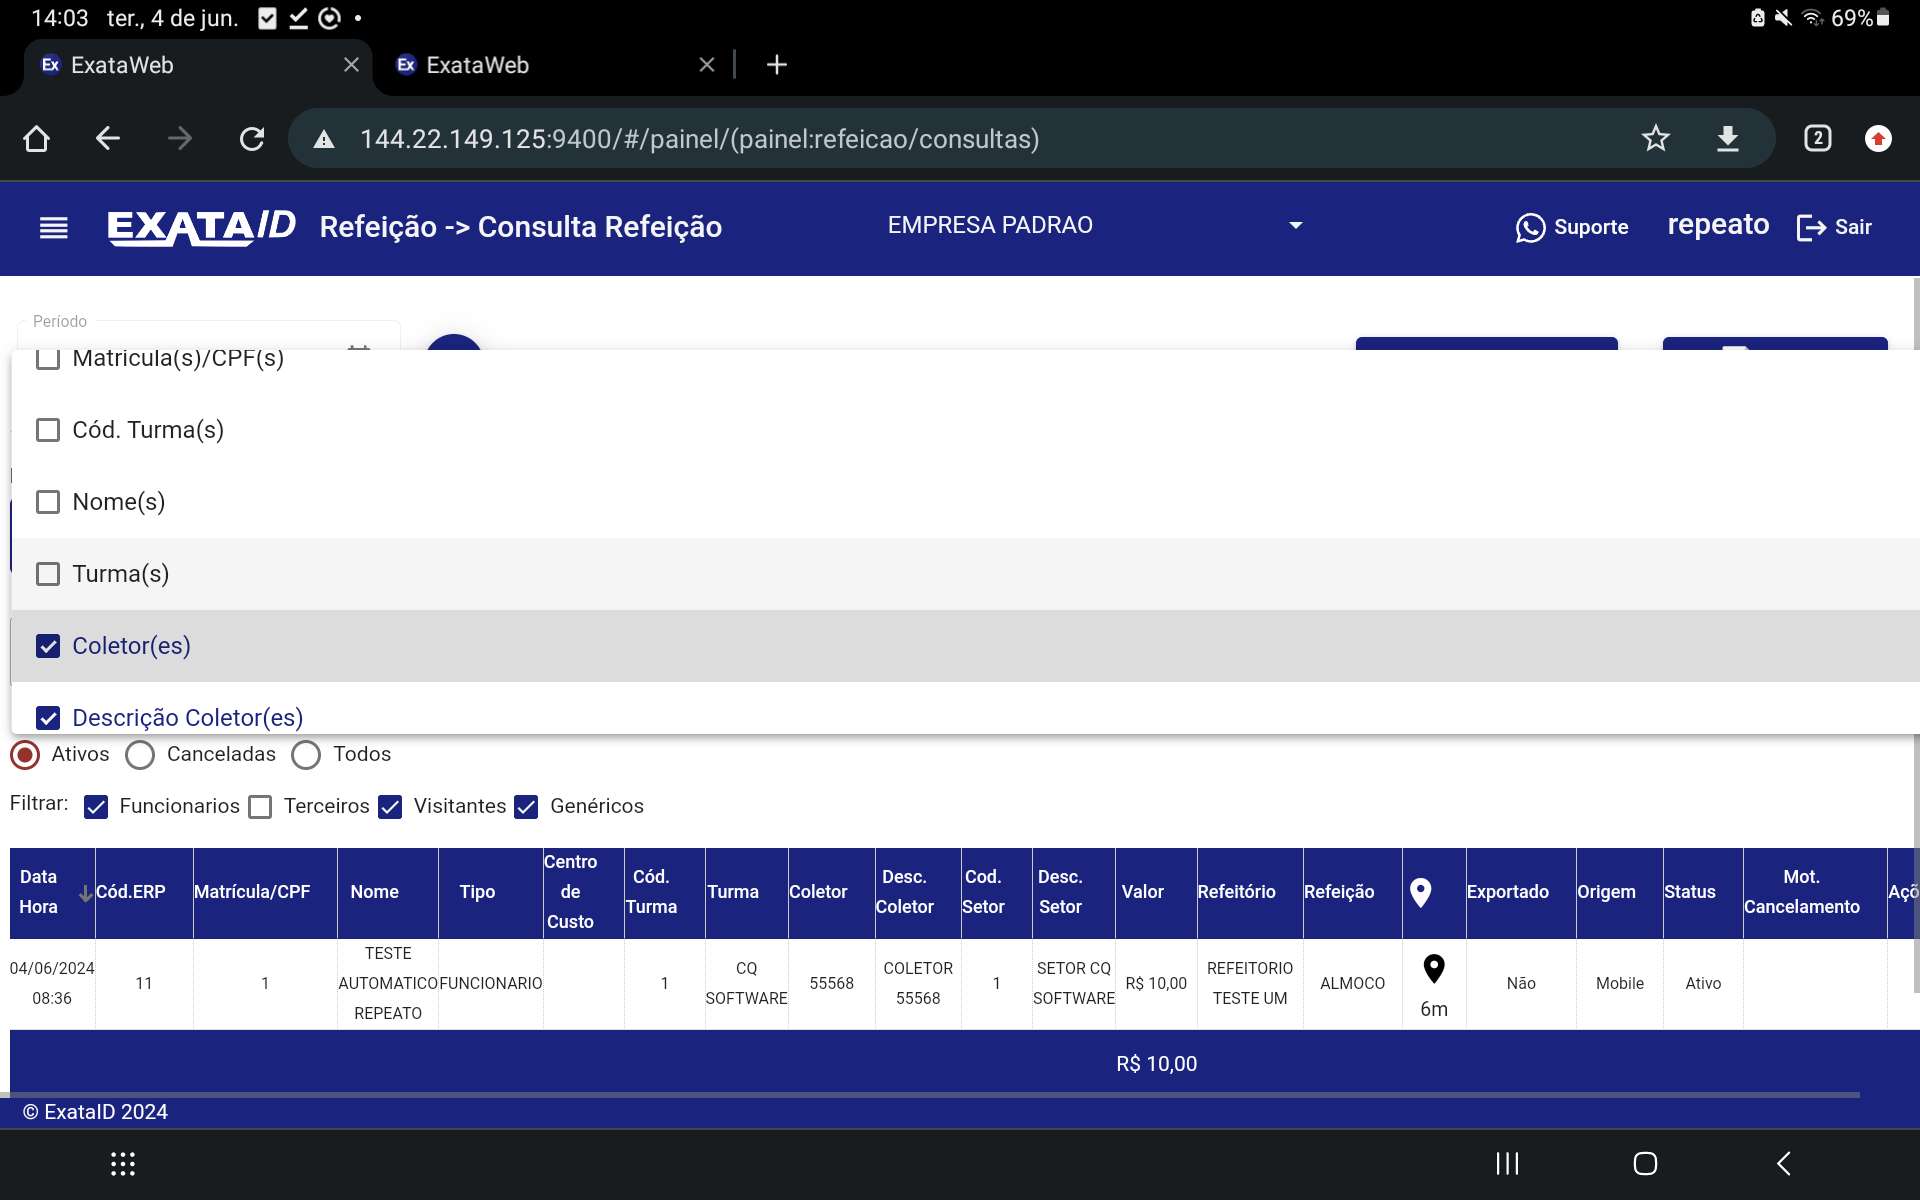 14:03 ter., 4 de jun. 69%
ExataWeb ExataWeb
144.22.149.125:9400/#/painel/(painel:refeicao/consultas) 2
EXATAID Refeição -> Consulta Refeição EMPRESA PADRAO Suporte repeato Sair
Período
Matrícula(s)/CPF(s)
Cód. Turma(s)
Nome(s)
Turma(s)
Coletor(es)
Descrição Coletor(es)
Ativos Canceladas Todos
Filtrar: Funcionarios Terceiros Visitantes Genéricos
Data Hora Cód.ERP Matrícula/CPF Nome Tipo Centro de Custo Cód. Turma Turma Coletor Desc. Coletor Cod. Setor Desc. Setor Valor Refeitório Refeição Exportado Origem Status Mot. Cancelamento Açõ
04/06/2024 08:36 11 1 TESTE AUTOMATICO REPEATO FUNCIONARIO 1 CQ SOFTWARE 55568 COLETOR 55568 1 SETOR CQ SOFTWARE R$ 10,00 REFEITORIO TESTE UM ALMOCO 6m Não Mobile Ativo
R$ 10,00
© ExataID 2024